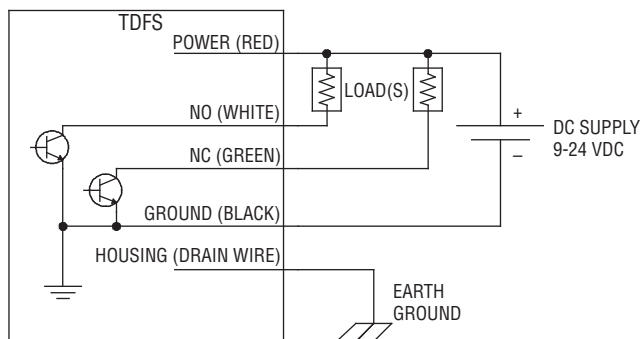 TDFS
POWER (RED)
LOAD(S)
NO (WHITE)
+
DC SUPPLY
9-24 VDC
–
NC (GREEN)
GROUND (BLACK)
HOUSING (DRAIN WIRE)
EARTH
GROUND